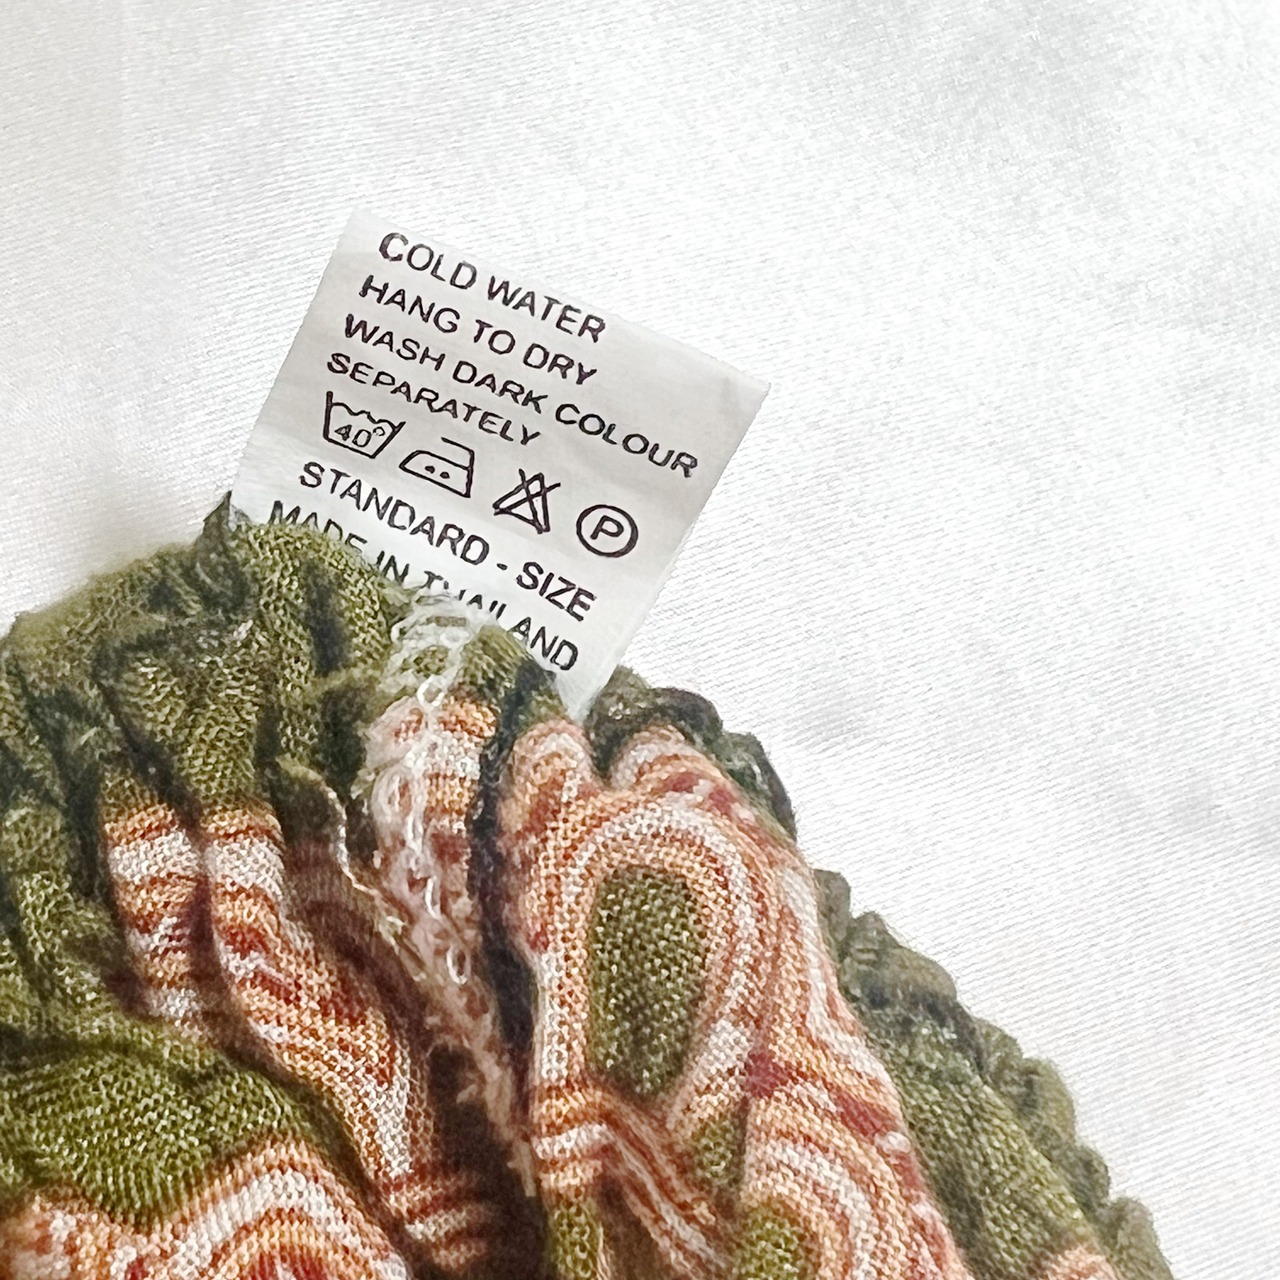 COLD WATER
HANG TO DRY
WASH DARK COLOUR
SEPARATELY
40° P
STANDARD - SIZE
MADE IN THAILAND